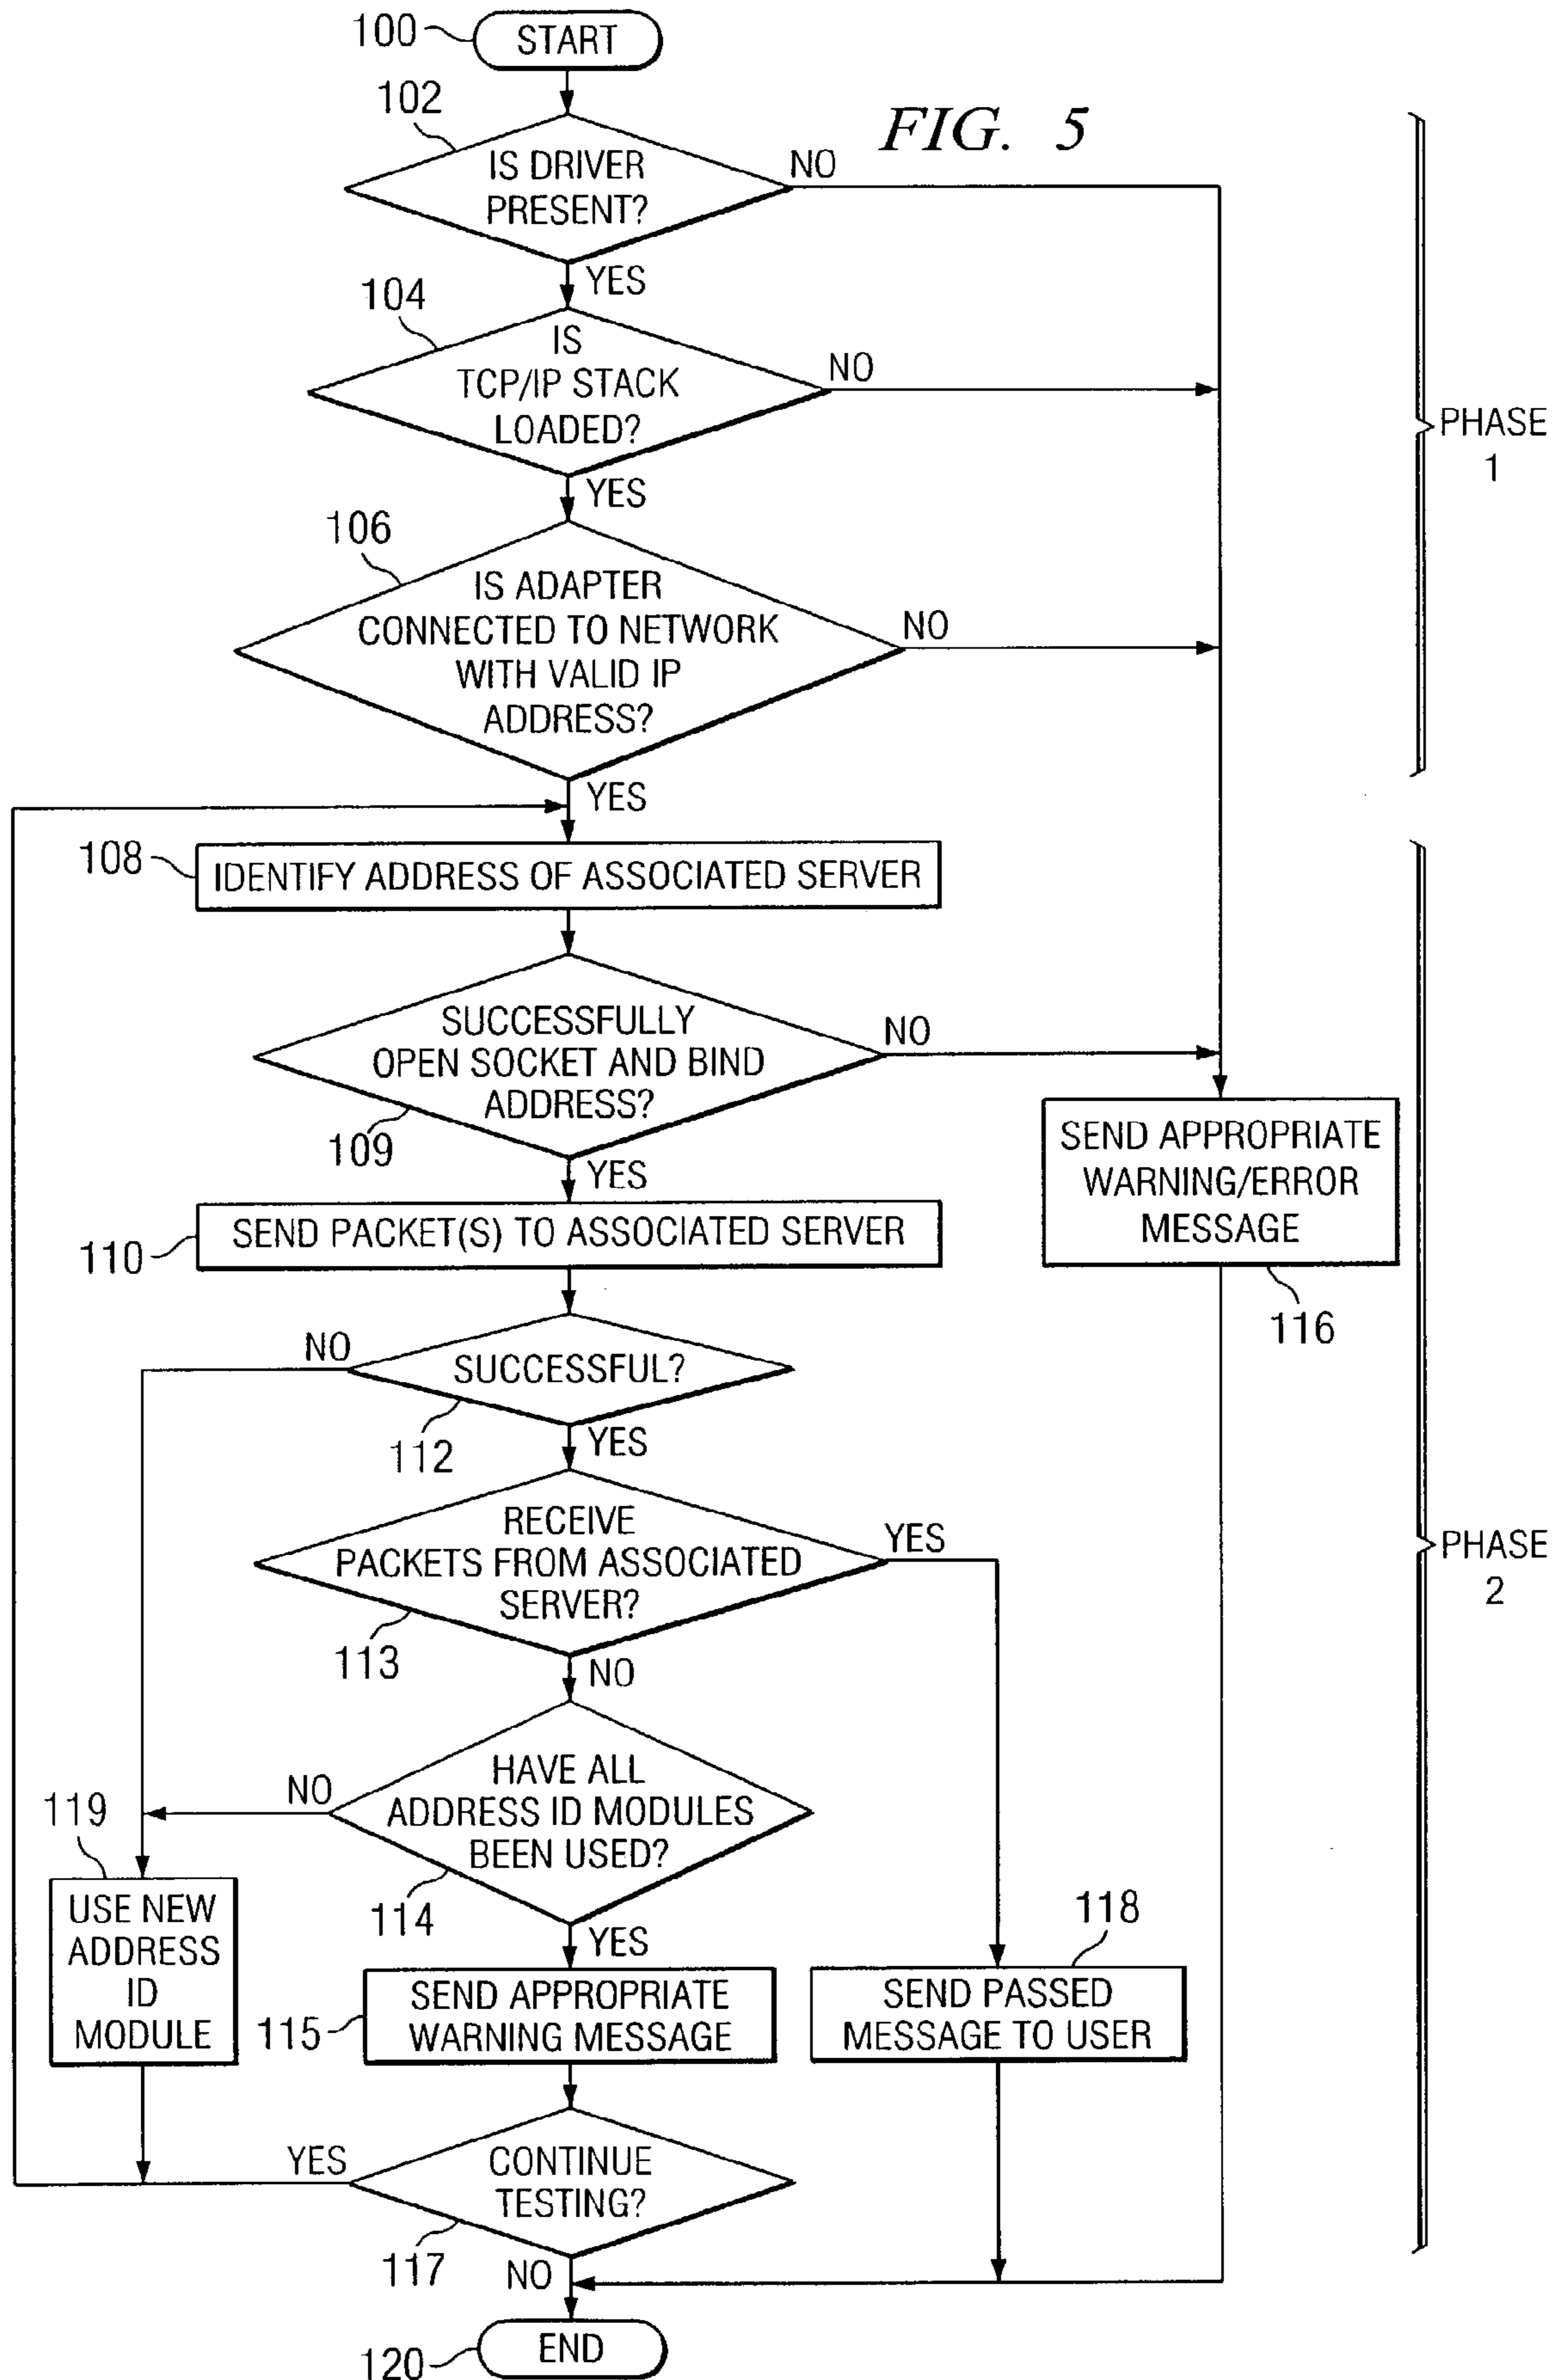 100
START
102
FIG. 5
IS DRIVER
PRESENT?
NO
YES
104
IS
TCP/IP STACK
LOADED?
NO
YES
PHASE
1
106
IS ADAPTER
CONNECTED TO NETWORK
WITH VALID IP
ADDRESS?
NO
YES
108
IDENTIFY ADDRESS OF ASSOCIATED SERVER
SUCCESSFULLY
OPEN SOCKET AND BIND
ADDRESS?
NO
109
YES
SEND APPROPRIATE
WARNING/ERROR
MESSAGE
116
110
SEND PACKET(S) TO ASSOCIATED SERVER
NO
SUCCESSFUL?
112
YES
RECEIVE
PACKETS FROM ASSOCIATED
SERVER?
YES
113
NO
PHASE
2
HAVE ALL
ADDRESS ID MODULES
BEEN USED?
NO
114
YES
119
USE NEW
ADDRESS
ID
MODULE
115
SEND APPROPRIATE
WARNING MESSAGE
118
SEND PASSED
MESSAGE TO USER
YES
CONTINUE
TESTING?
117
NO
120
END